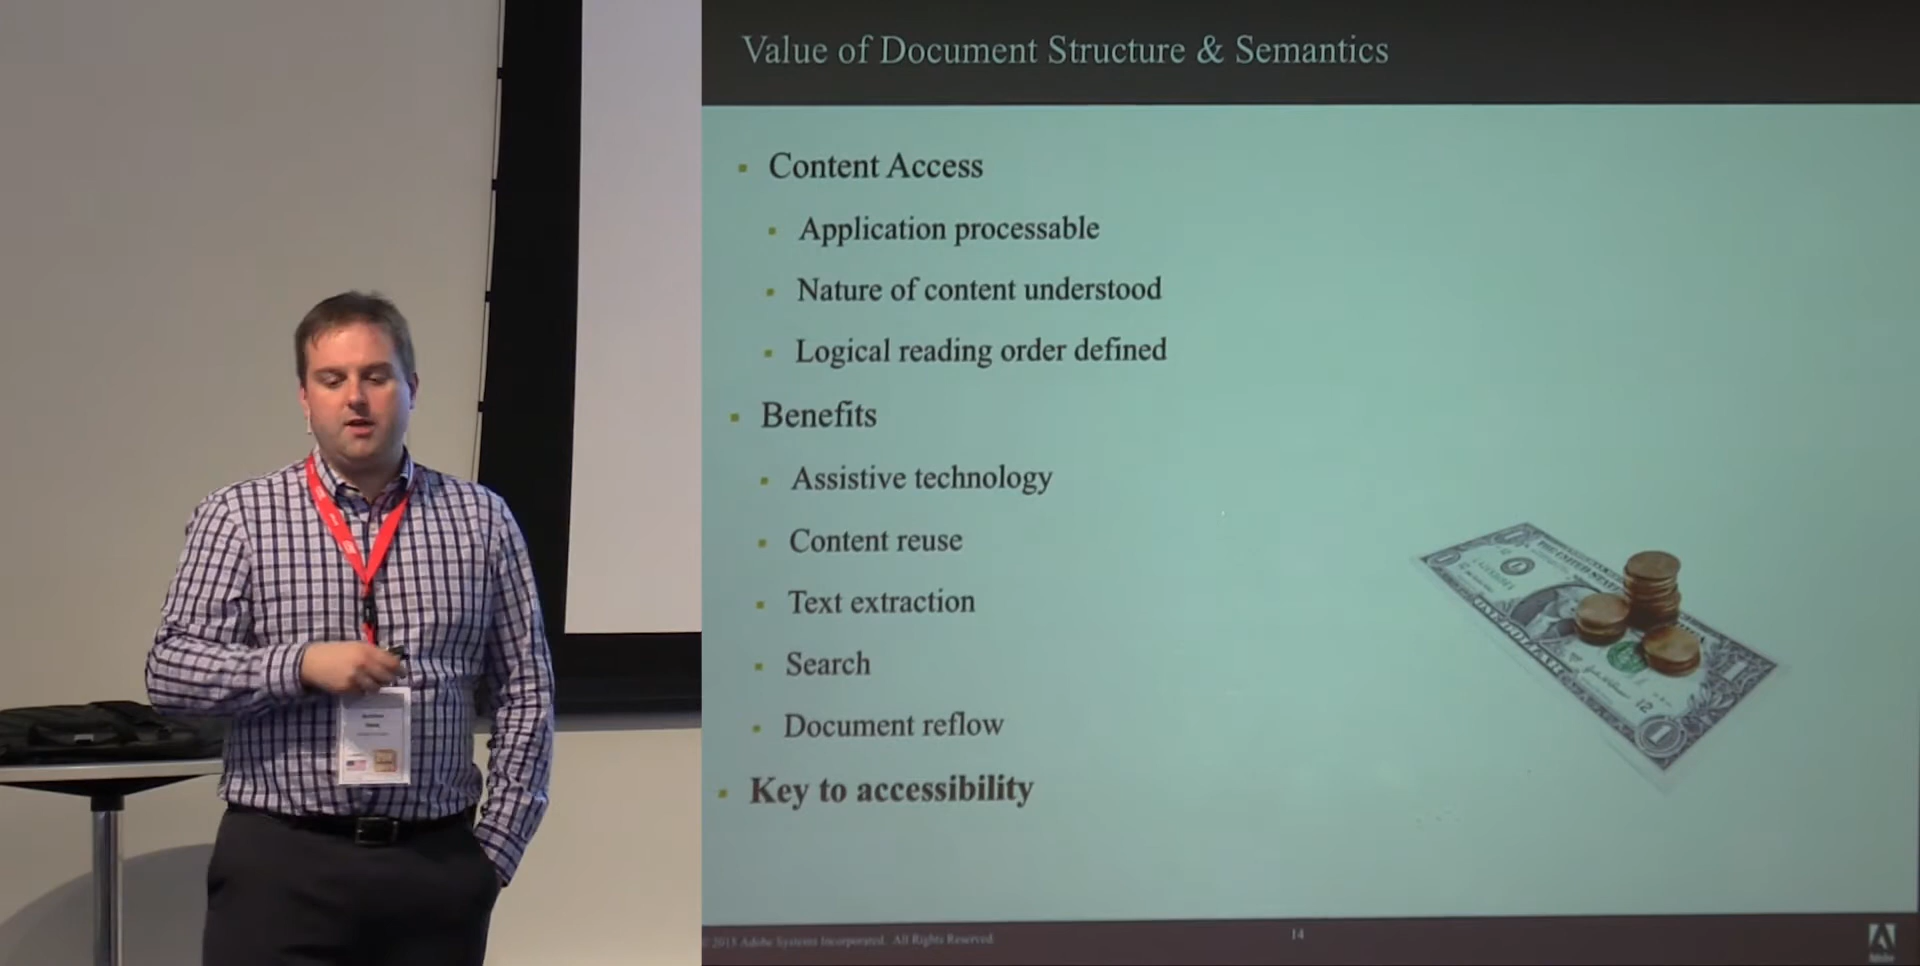 Value of Document Structure & Semantics
Content Access
Application processable
Nature of content understood
Logical reading order defined
Benefits
Assistive technology
Content reuse
Text extraction
Search
Document reflow
Key to accessibility
Adobe Systems Incorporated. All Rights Reserved.
14
Adobe